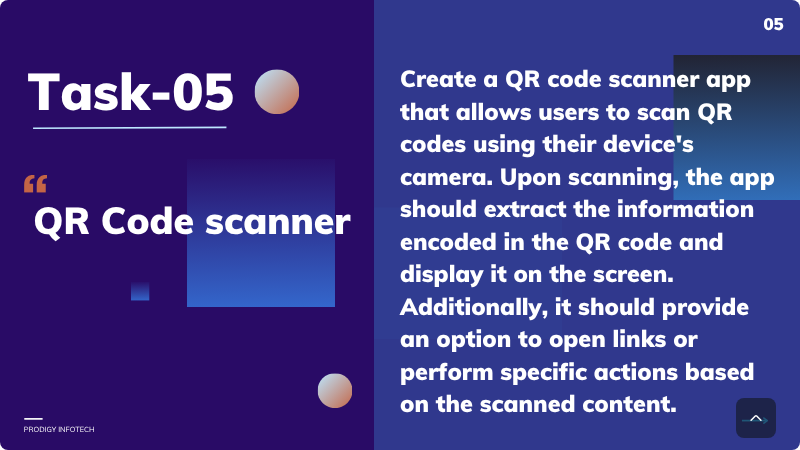 05
Task-05
“
QR Code scanner
PRODIGY INFOTECH
Create a QR code scanner app
that allows users to scan QR
codes using their device's
camera. Upon scanning, the app
should extract the information
encoded in the QR code and
display it on the screen.
Additionally, it should provide
an option to open links or
perform specific actions based
on the scanned content.